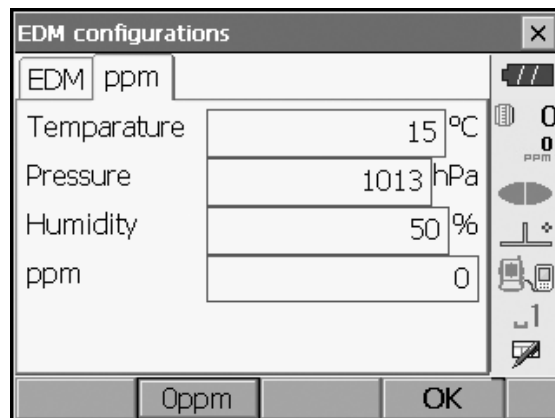 EDM configurations ×
EDM ppm
Temparature 15 ºC
Pressure 1013 hPa
Humidity 50 %
ppm 0
0
0
PPM
1
0ppm OK